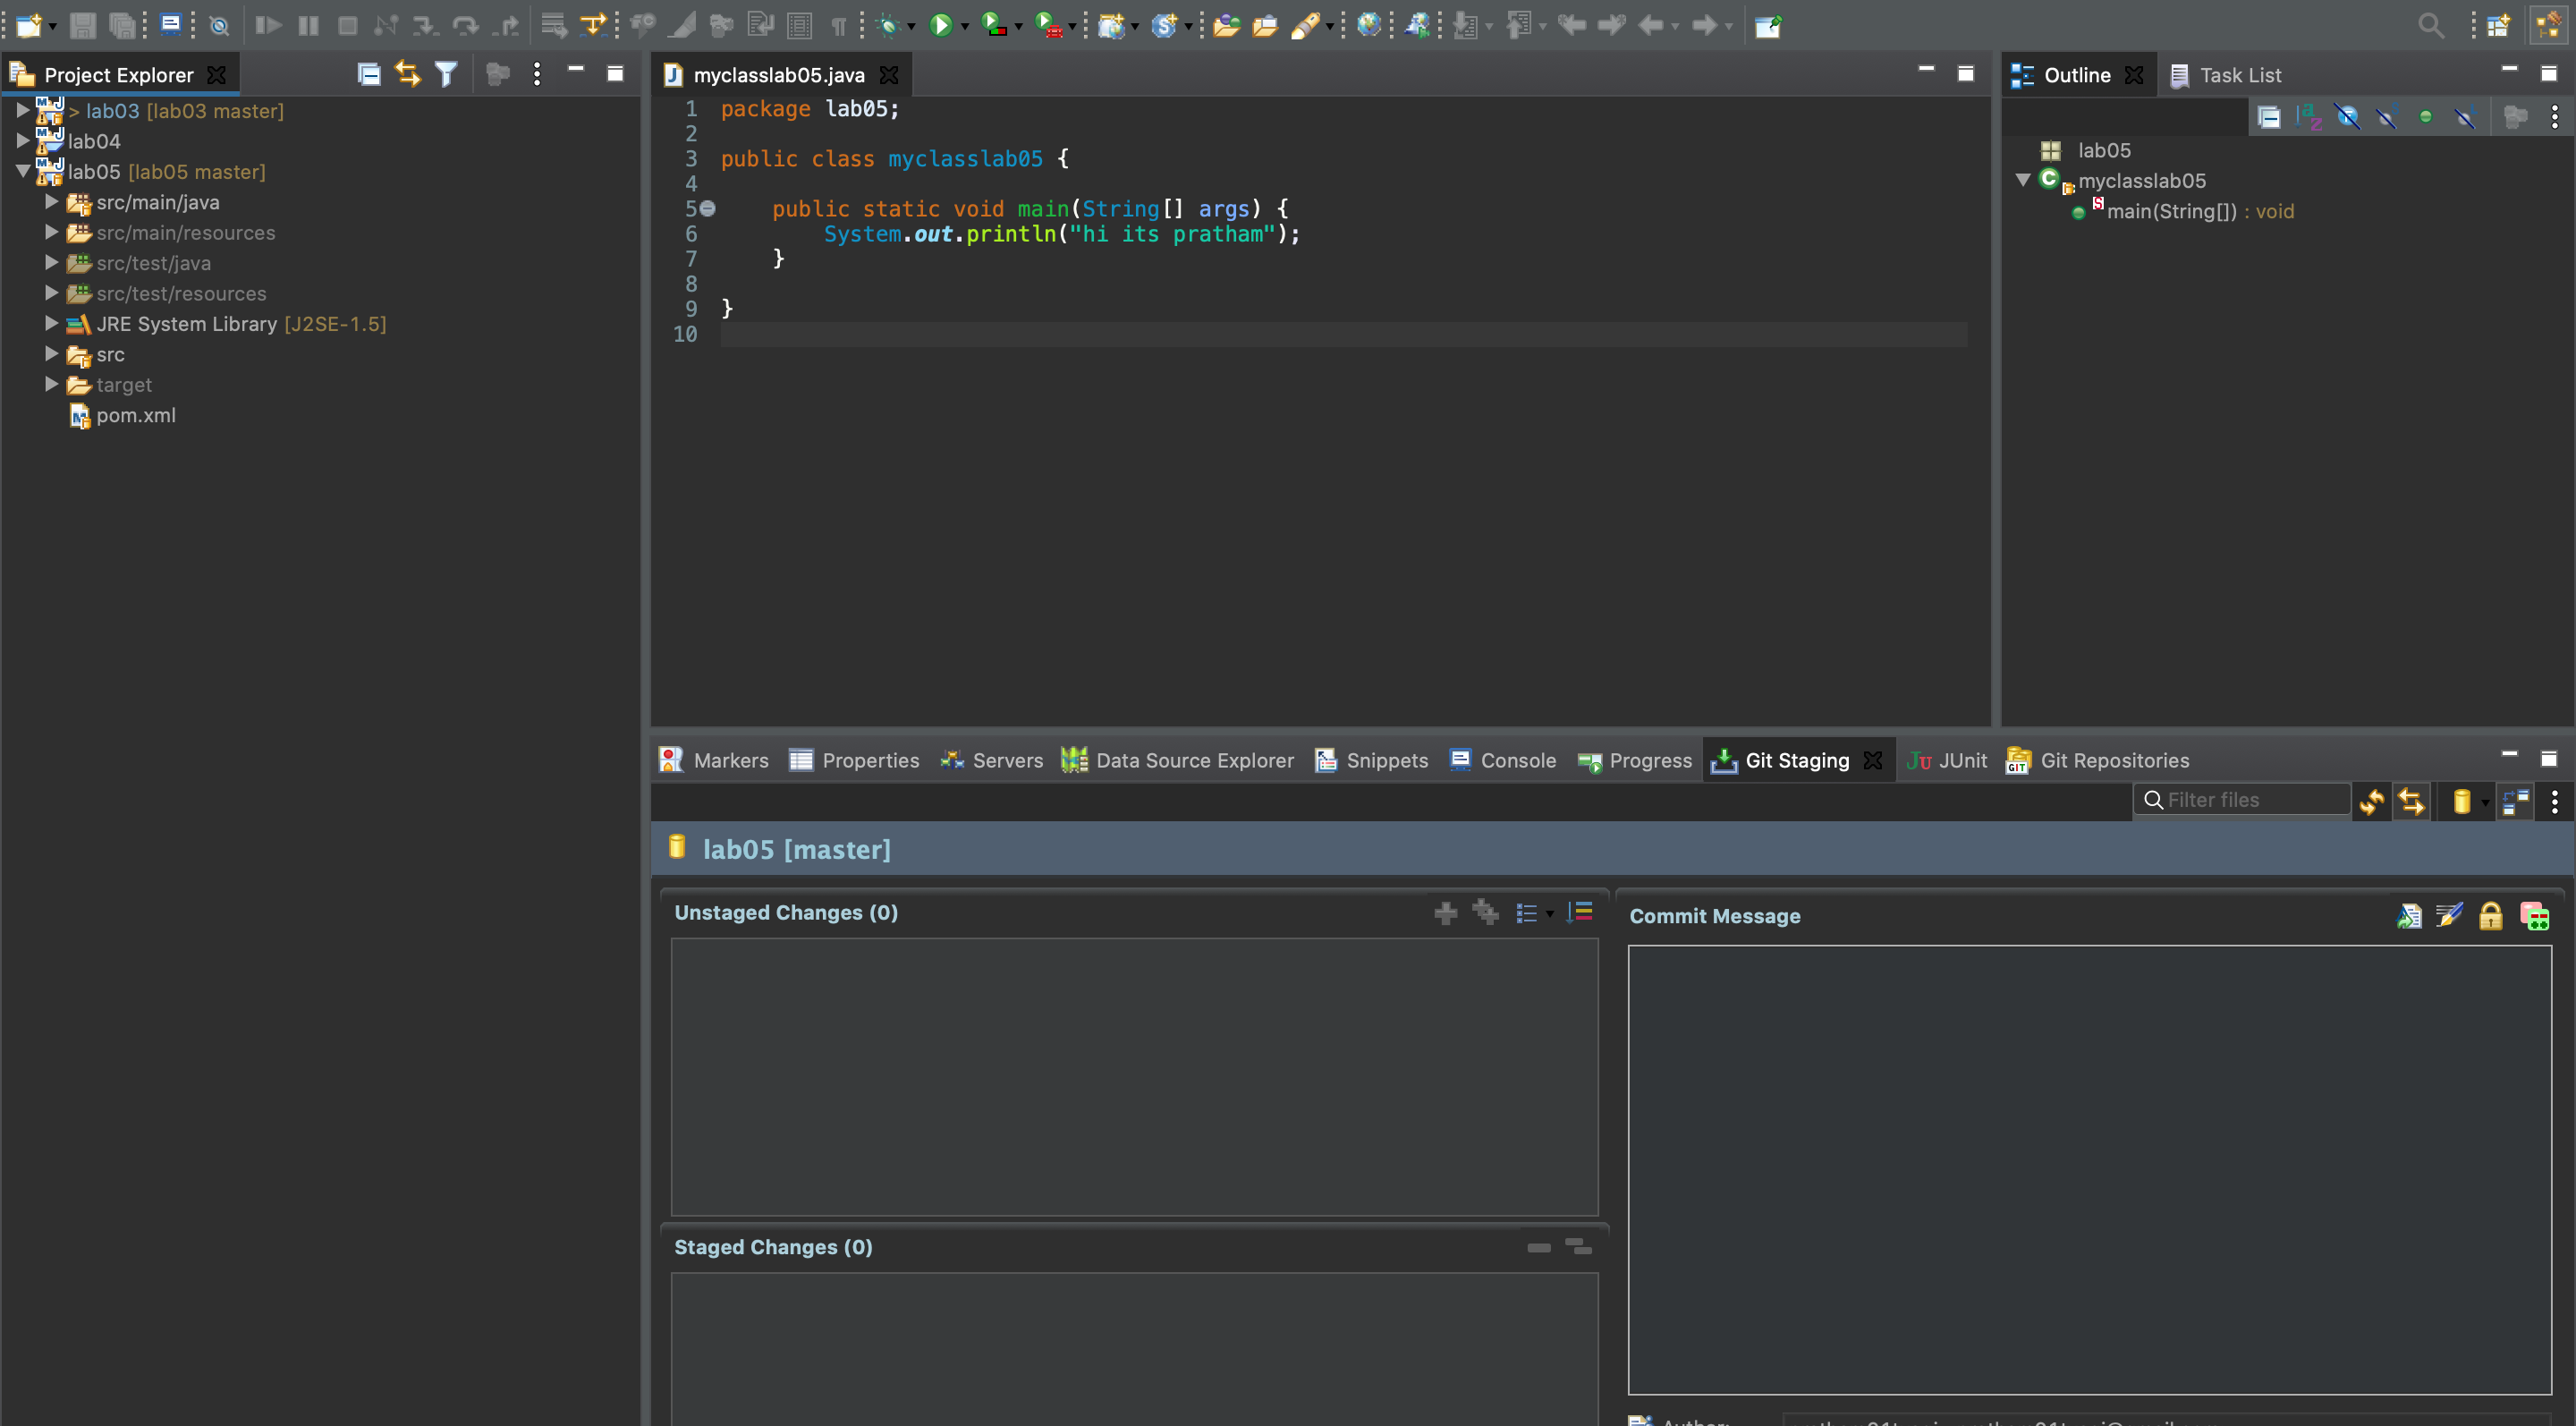 Project Explorer
> lab03 [lab03 master]
lab04
lab05 [lab05 master]
src/main/java
src/main/resources
src/test/java
src/test/resources
JRE System Library [J2SE-1.5]
src
target
pom.xml
myclasslab05.java
1 package lab05;
2
3 public class myclasslab05 {
4
5 public static void main(String[] args) {
6 System.out.println("hi its pratham");
7 }
8
9 }
10
Outline Task List
lab05
myclasslab05
main(String[]) : void
Markers Properties Servers Data Source Explorer Snippets Console Progress Git Staging JUnit Git Repositories
Filter files
lab05 [master]
Unstaged Changes (0)
Commit Message
Staged Changes (0)